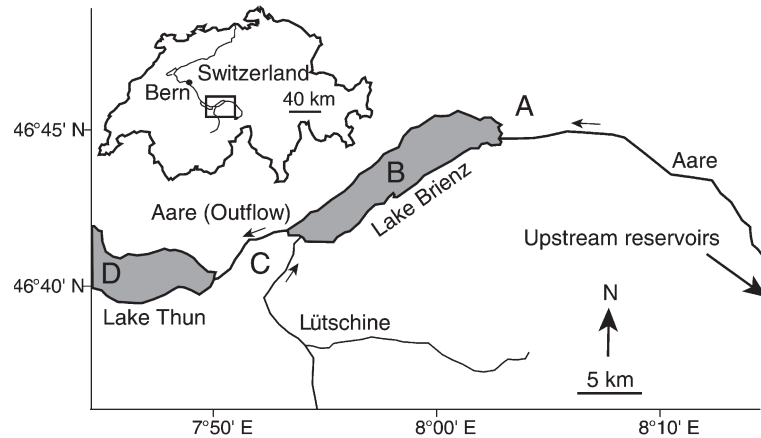 Switzerland
Bern
40 km
A
46°45' N
Aare
B
Lake Brienz
Aare (Outflow)
Upstream reservoirs
C
D
46°40' N
N
Lake Thun
Lütschine
5 km
7°50' E
8°00' E
8°10' E